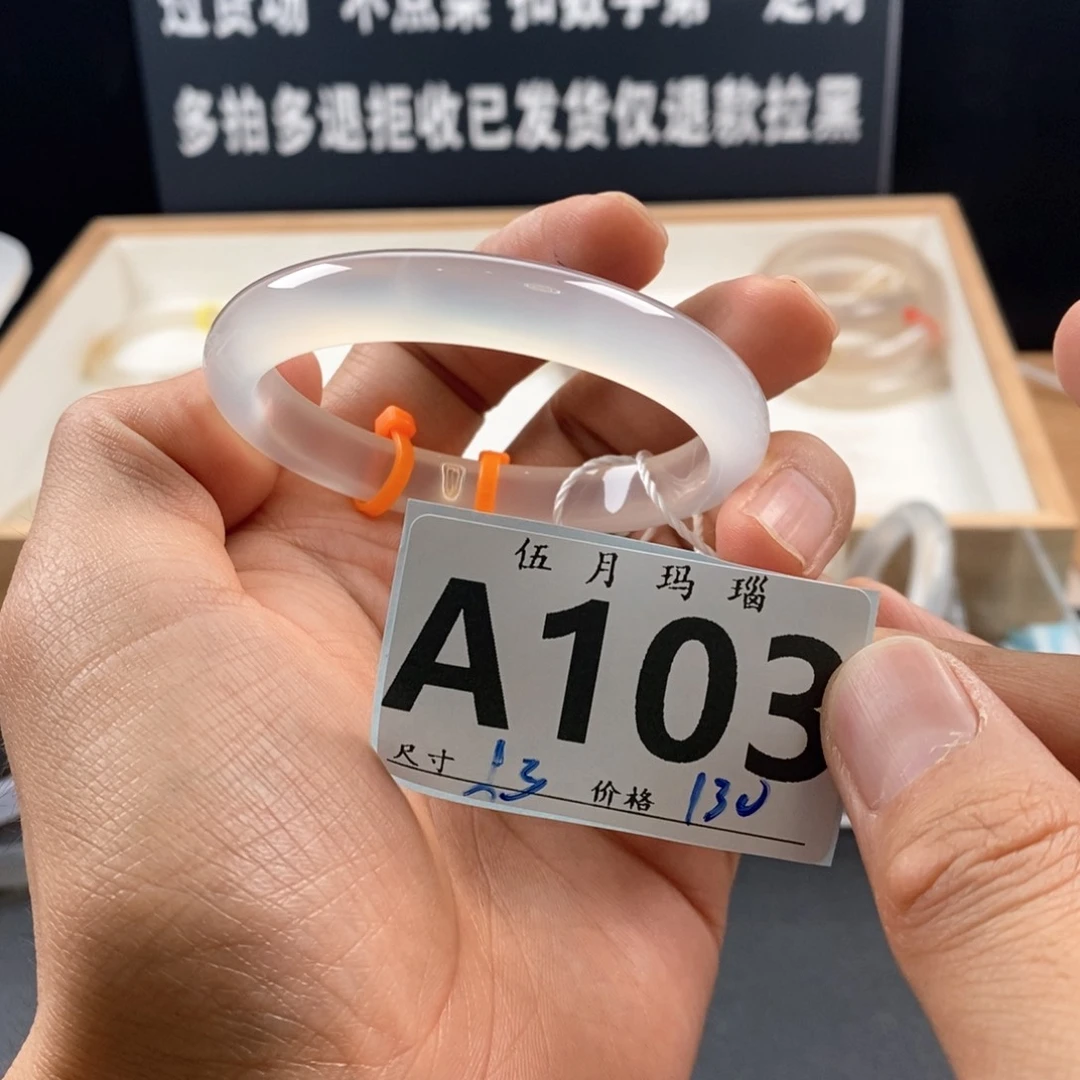 多拍多退拒收已发货仅退款拉黑
伍月玛瑙
A103
尺寸 53 价格 130